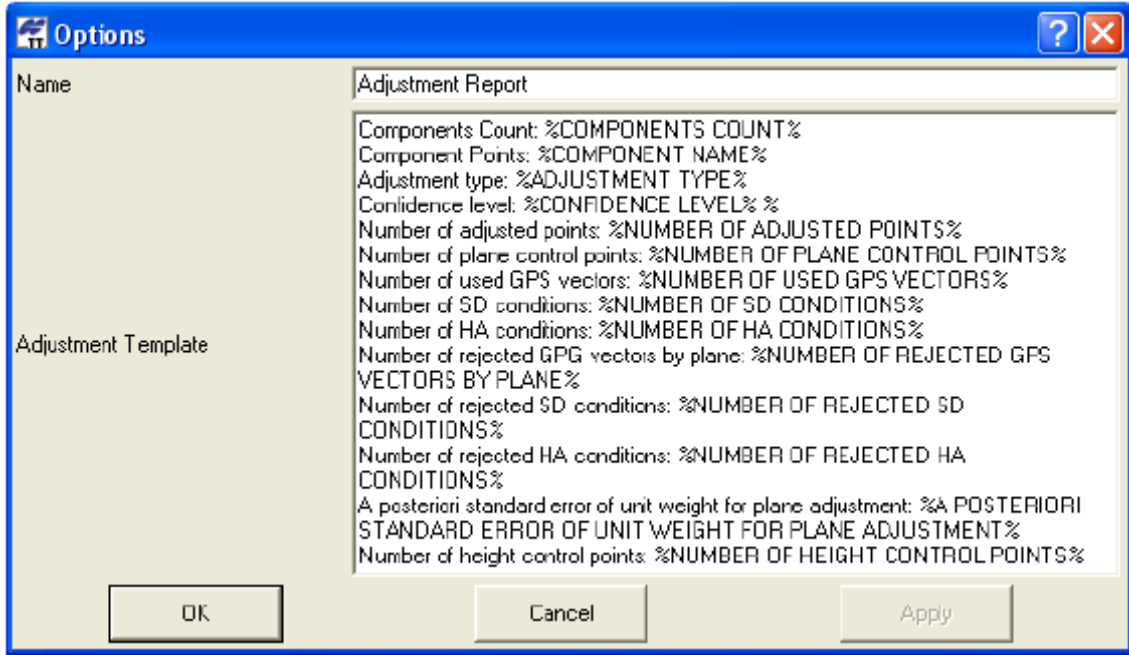 TT Options
Name
Adjustment Report
Adjustment Template
Components Count: %COMPONENTS COUNT%
Component Points: %COMPONENT NAME%
Adjustment type: %ADJUSTMENT TYPE%
Confidence level: %CONFIDENCE LEVEL% %
Number of adjusted points: %NUMBER OF ADJUSTED POINTS%
Number of plane control points: %NUMBER OF PLANE CONTROL POINTS%
Number of used GPS vectors: %NUMBER OF USED GPS VECTORS%
Number of SD conditions: %NUMBER OF SD CONDITIONS%
Number of HA conditions: %NUMBER OF HA CONDITIONS%
Number of rejected GPG vectors by plane: %NUMBER OF REJECTED GPS
VECTORS BY PLANE%
Number of rejected SD conditions: %NUMBER OF REJECTED SD
CONDITIONS%
Number of rejected HA conditions: %NUMBER OF REJECTED HA
CONDITIONS%
A posteriori standard error of unit weight for plane adjustment: %A POSTERIORI
STANDARD ERROR OF UNIT WEIGHT FOR PLANE ADJUSTMENT%
Number of height control points: %NUMBER OF HEIGHT CONTROL POINTS%
OK
Cancel
Apply